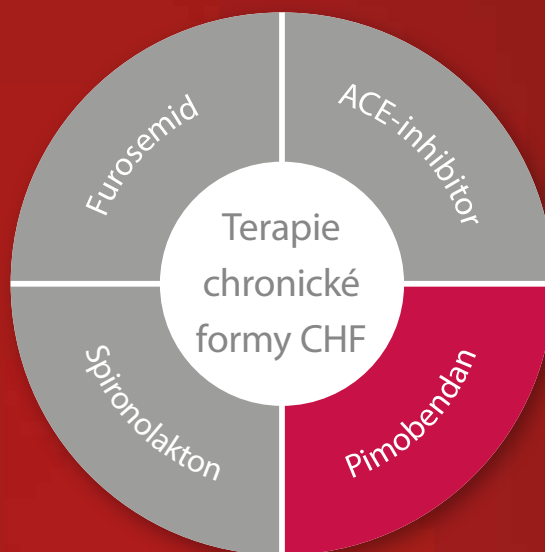 Furosemid
ACE-inhibitor
Terapie
chronické
formy CHF
Spironolakton
Pimobendan